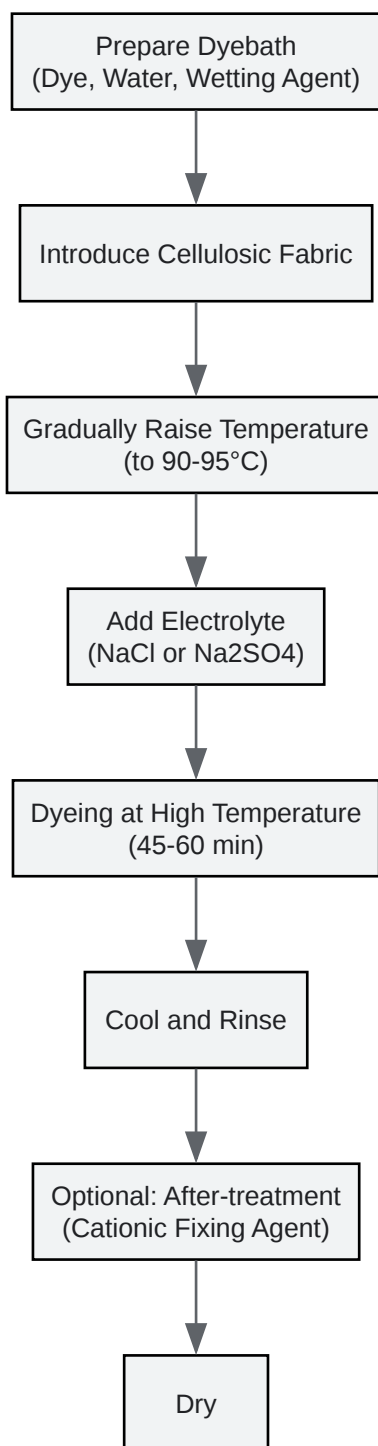 Prepare Dyebath
(Dye, Water, Wetting Agent)
Introduce Cellulosic Fabric
Gradually Raise Temperature
(to 90-95°C)
Add Electrolyte
(NaCl or Na2SO4)
Dyeing at High Temperature
(45-60 min)
Cool and Rinse
Optional: After-treatment
(Cationic Fixing Agent)
Dry